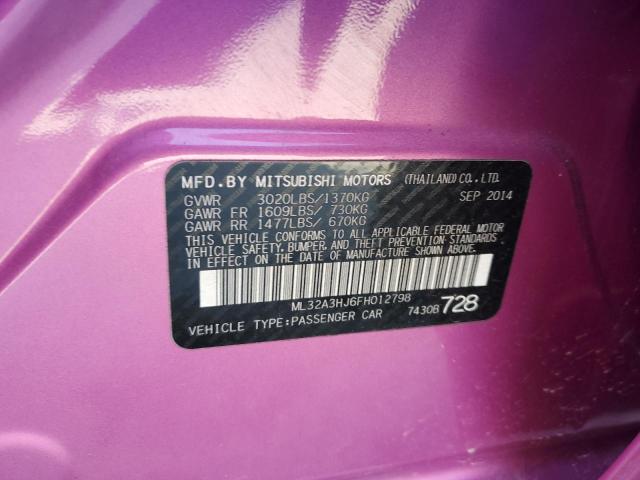 MFD.BY MITSUBISHI MOTORS (THAILAND) CO.,LTD.
GVWR 3020LBS/1370KG SEP 2014
GAWR FR 1609LBS/ 730KG
GAWR RR 1477LBS/ 670KG
THIS VEHICLE CONFORMS TO ALL APPLICABLE FEDERAL MOTOR
VEHICLE SAFETY, BUMPER, AND THEFT PREVENTION STANDARDS
IN EFFECT ON THE DATE OF MANUFACTURE SHOWN ABOVE.
ML32A3HJ6FH012798
VEHICLE TYPE:PASSENGER CAR 7430B 728